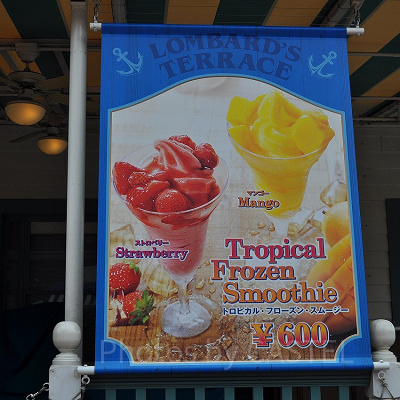 LOMBARD'S
TERRACE
マンゴー
Mango
ストロベリー
Strawberry
Tropical
Frozen
Smoothie
トロピカル・フローズン・スムージー
¥600